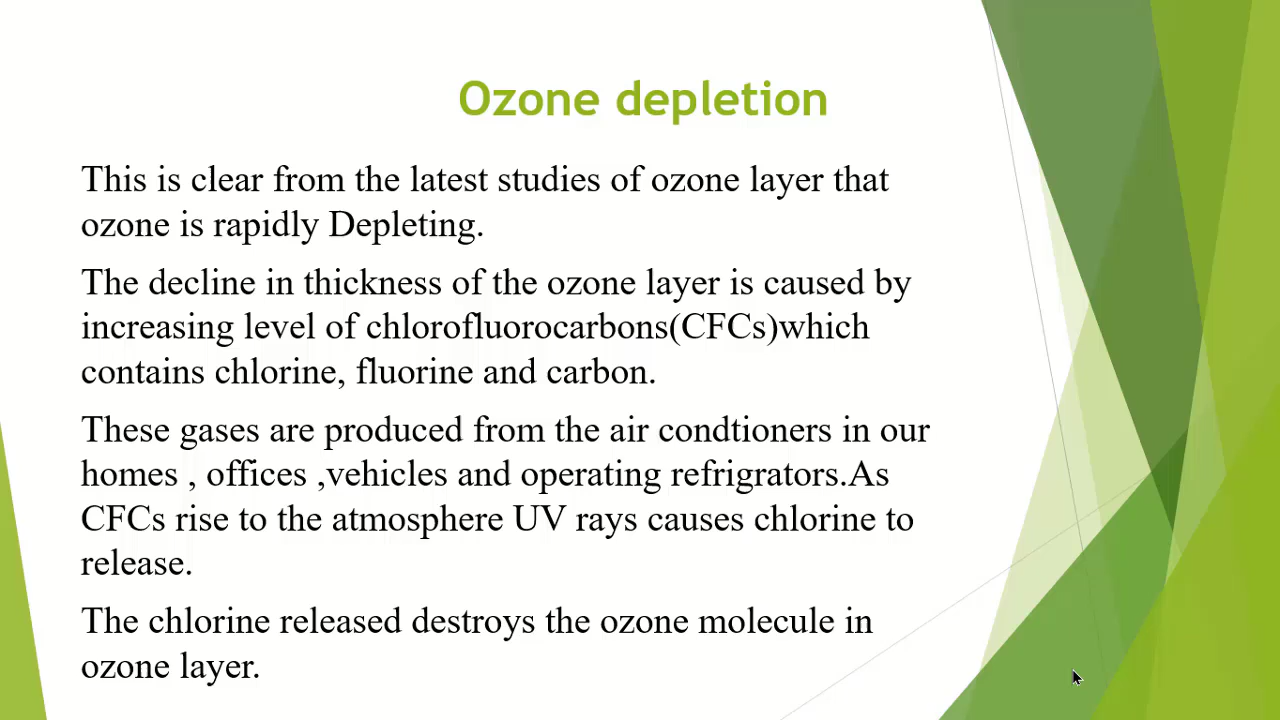 Ozone depletion
This is clear from the latest studies of ozone layer that
ozone is rapidly Depleting.
The decline in thickness of the ozone layer is caused by
increasing level of chlorofluorocarbons(CFCs)which
contains chlorine, fluorine and carbon.
These gases are produced from the air condtioners in our
homes , offices ,vehicles and operating refrigrators.As
CFCs rise to the atmosphere UV rays causes chlorine to
release.
The chlorine released destroys the ozone molecule in
ozone layer.